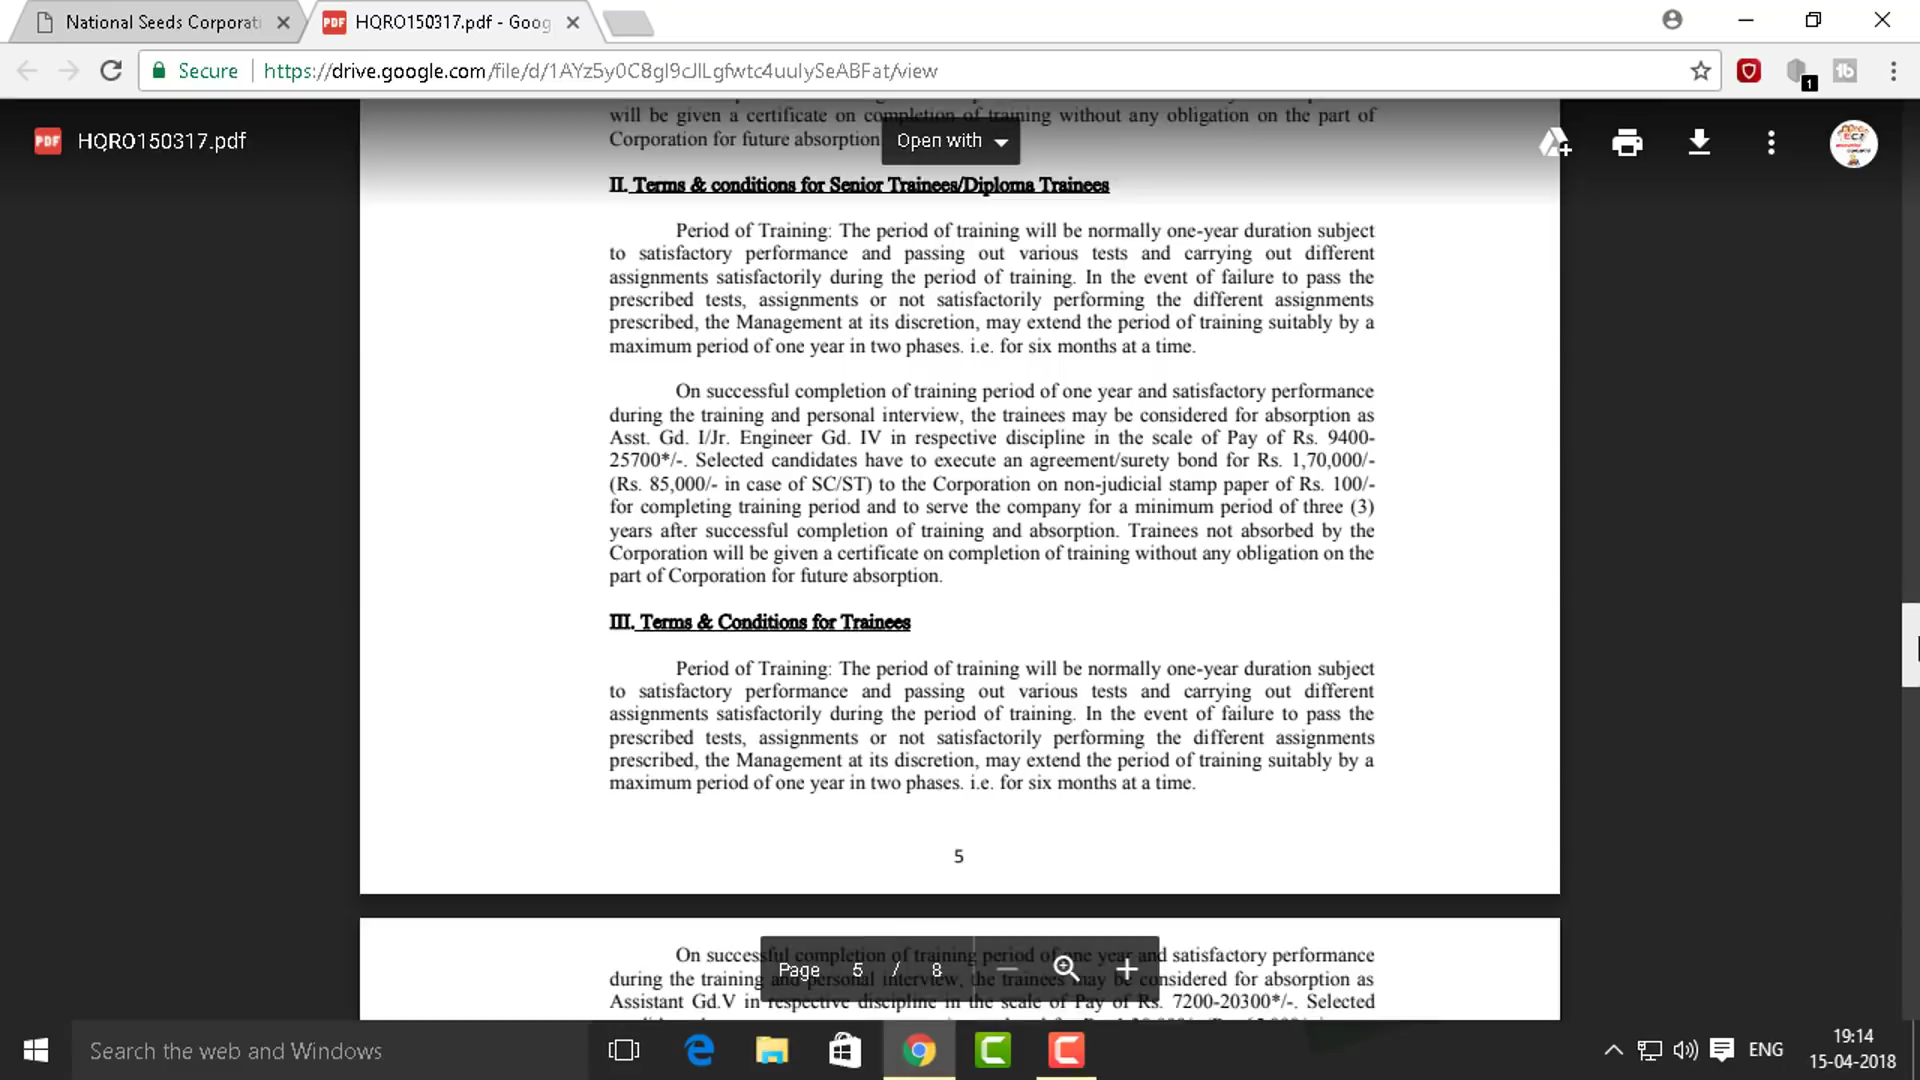 National Seeds Corporati
HQRO150317.pdf - Goog
Secure
https://drive.google.com/file/d/1AYz5y0C8gI9cJILgfwtc4uuIySeABFat/view
1
HQRO150317.pdf
Open with
will be given a certificate on completion of training without any obligation on the part of
Corporation for future absorption
II. Terms & conditions for Senior Trainees/Diploma Trainees
Period of Training: The period of training will be normally one-year duration subject
to satisfactory performance and passing out various tests and carrying out different
assignments satisfactorily during the period of training. In the event of failure to pass the
prescribed tests, assignments or not satisfactorily performing the different assignments
prescribed, the Management at its discretion, may extend the period of training suitably by a
maximum period of one year in two phases. i.e. for six months at a time.
On successful completion of training period of one year and satisfactory performance
during the training and personal interview, the trainees may be considered for absorption as
Asst. Gd. I/Jr. Engineer Gd. IV in respective discipline in the scale of Pay of Rs. 9400-
25700*/-. Selected candidates have to execute an agreement/surety bond for Rs. 1,70,000/-
(Rs. 85,000/- in case of SC/ST) to the Corporation on non-judicial stamp paper of Rs. 100/-
for completing training period and to serve the company for a minimum period of three (3)
years after successful completion of training and absorption. Trainees not absorbed by the
Corporation will be given a certificate on completion of training without any obligation on the
part of Corporation for future absorption.
III. Terms & Conditions for Trainees
Period of Training: The period of training will be normally one-year duration subject
to satisfactory performance and passing out various tests and carrying out different
assignments satisfactorily during the period of training. In the event of failure to pass the
prescribed tests, assignments or not satisfactorily performing the different assignments
prescribed, the Management at its discretion, may extend the period of training suitably by a
maximum period of one year in two phases. i.e. for six months at a time.
5
On successful completion of training period of one year and satisfactory performance
during the training and personal interview, the trainees may be considered for absorption as
Assistant Gd.V in respective discipline in the scale of Pay of Rs. 7200-20300*/-. Selected
Page 5 / 8
Search the web and Windows
ENG
19:14
15-04-2018